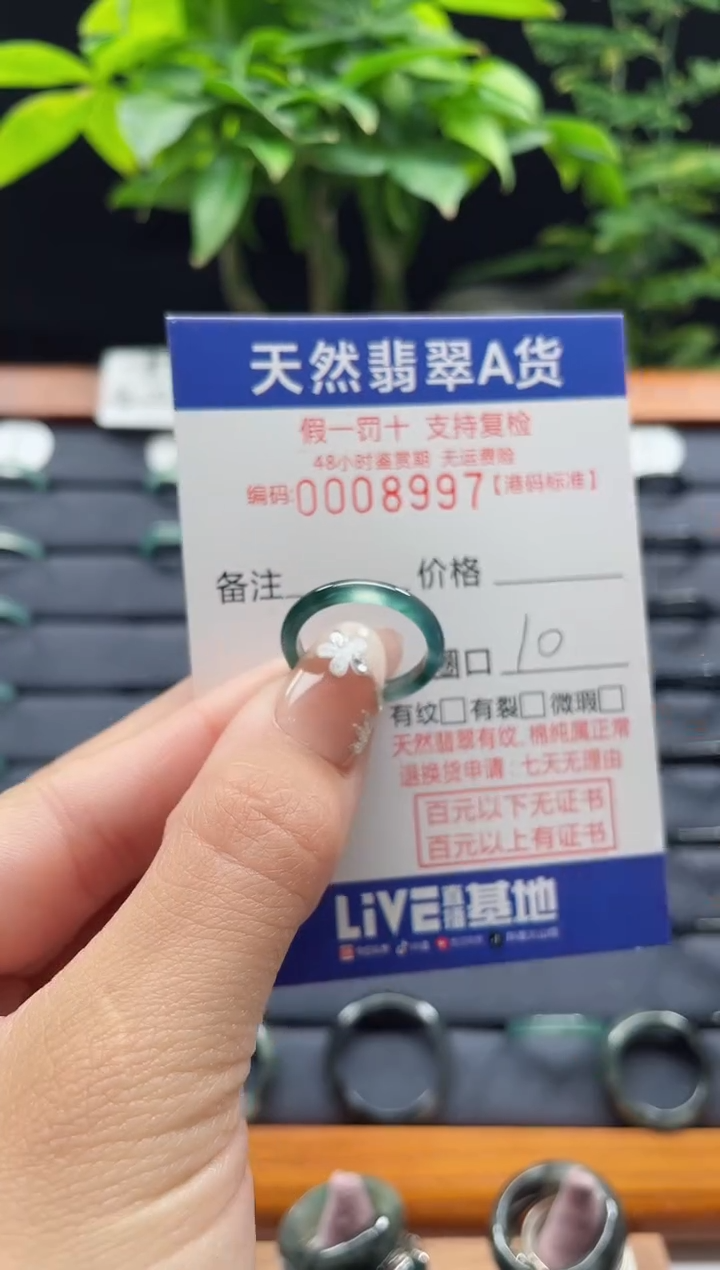 天然翡翠A货
假一罚十 支持复检
48小时鉴赏期 无运费险
编码:0008997【港码标准】
备注 价格
圈口 10
有纹□有裂□微瑕□
天然翡翠有纹、棉纯属正常
退换货申请:七天无理由
百元以下无证书
百元以上有证书
LiVE直播基地